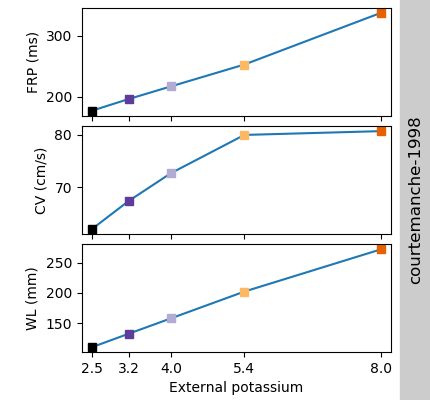 FRP (ms)
300
200
CV (cm/s)
80
70
WL (mm)
250
200
150
2.5 3.2 4.0 5.4 8.0
External potassium
courtemanche-1998